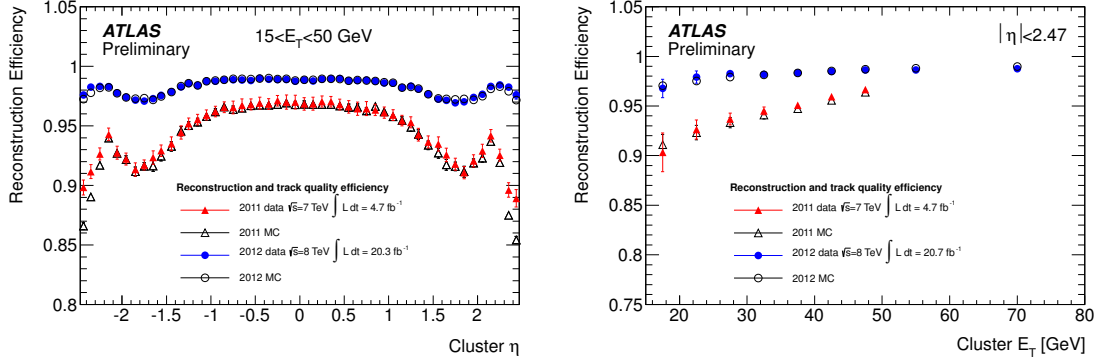 ATLAS
Preliminary
15<E_T<50 GeV
Reconstruction Efficiency
1
0.95
0.9
0.85
0.8
Reconstruction and track quality efficiency
2011 data √s=7 TeV ∫ L dt = 4.7 fb⁻¹
2011 MC
2012 data √s=8 TeV ∫ L dt = 20.3 fb⁻¹
2012 MC
-2 -1.5 -1 -0.5 0 0.5 1 1.5 2
Cluster η
ATLAS
Preliminary
|η|<2.47
Reconstruction Efficiency
1.05
1
0.95
0.9
0.85
0.8
0.75
Reconstruction and track quality efficiency
2011 data √s=7 TeV ∫ L dt = 4.7 fb⁻¹
2011 MC
2012 data √s=8 TeV ∫ L dt = 20.7 fb⁻¹
2012 MC
20 30 40 50 60 70 80
Cluster E_T [GeV]